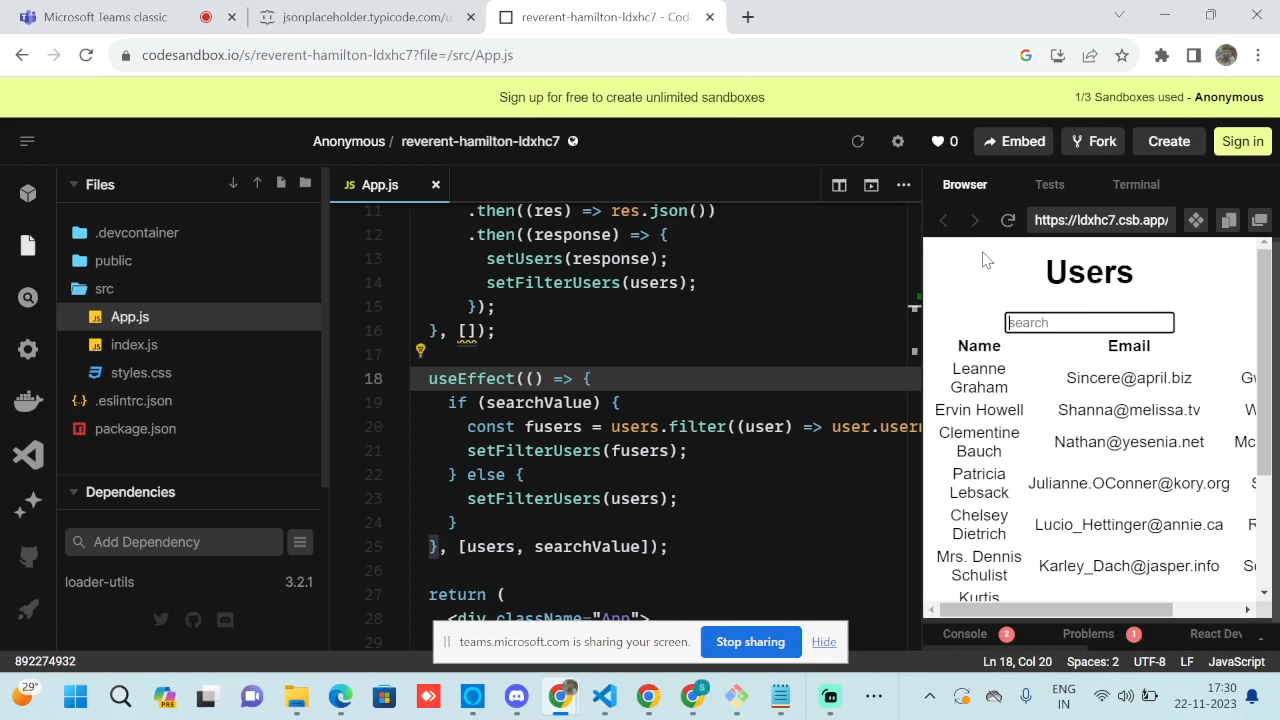 Microsoft Teams classic
jsonplaceholder.typicode.com/u
reverent-hamilton-ldxhc7 - Cod
codesandbox.io/s/reverent-hamilton-ldxhc7?file=/src/App.js
Sign up for free to create unlimited sandboxes
1/3 Sandboxes used - Anonymous
Anonymous / reverent-hamilton-ldxhc7
0
Embed
Fork
Create
Sign in
Files
App.js
Browser
Tests
Terminal
https://ldxhc7.csb.app/
.devcontainer
public
src
App.js
index.js
styles.css
.eslintrc.json
package.json
Dependencies
Add Dependency
loader-utils 3.2.1
11 .then((res) => res.json())
12 .then((response) => {
13 setUsers(response);
14 setFilterUsers(users);
15 });
16 }, []);
17
18 useEffect(() => {
19 if (searchValue) {
20 const fusers = users.filter((user) => user.usern
21 setFilterUsers(fusers);
22 } else {
23 setFilterUsers(users);
24 }
25 }, [users, searchValue]);
26
27 return (
28 <div className="App">
29
Users
search
Name Email
Leanne Graham Sincere@april.biz Gw
Ervin Howell Shanna@melissa.tv W
Clementine Bauch Nathan@yesenia.net Mc
Patricia Lebsack Julianne.OConner@kory.org S
Chelsey Dietrich Lucio_Hettinger@annie.ca R
Mrs. Dennis Schulist Karley_Dach@jasper.info So
Kurtis
teams.microsoft.com is sharing your screen.
Stop sharing
Hide
Console 2
Problems 1
React Dev
892274932
Ln 18, Col 20
Spaces: 2
UTF-8
LF
JavaScript
29°
PRE
S
ENG
IN
17:30
22-11-2023